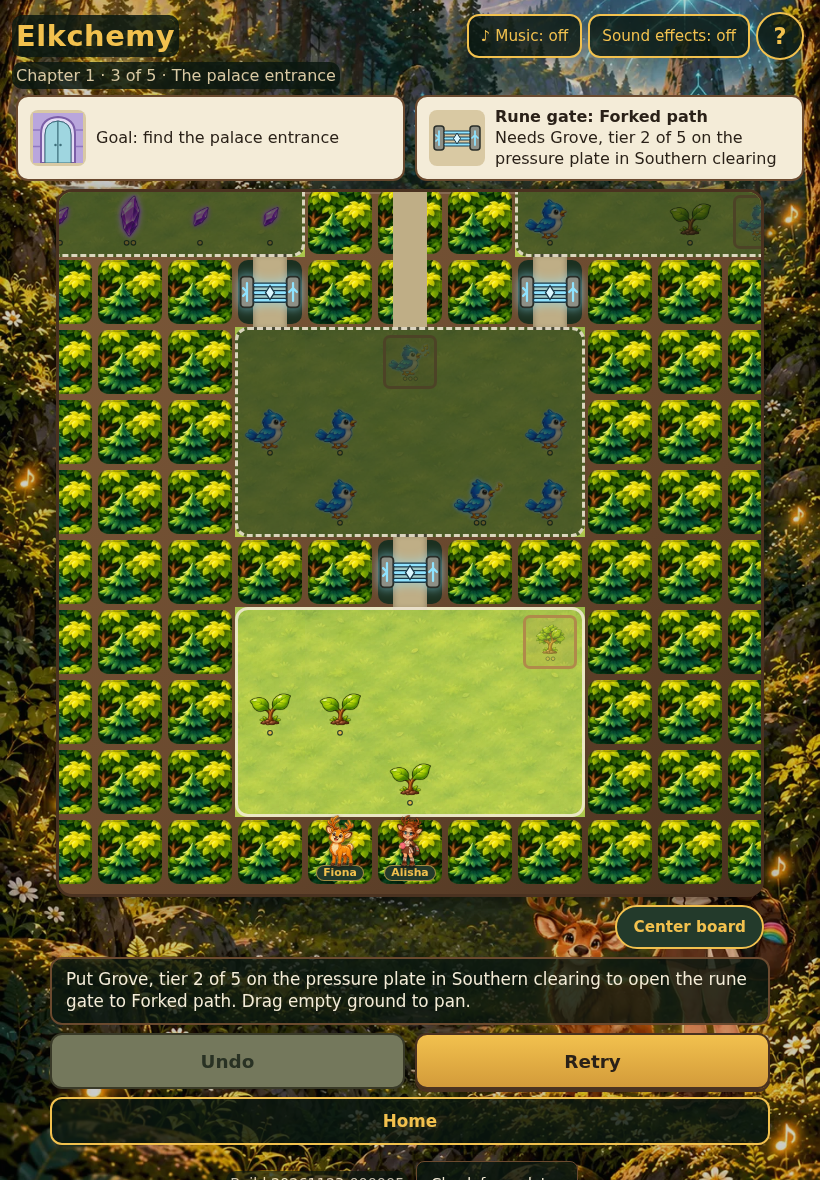 Elkchemy
♪ Music: off
Sound effects: off
?
Chapter 1 · 3 of 5 · The palace entrance
Goal: find the palace entrance
Rune gate: Forked path
Needs Grove, tier 2 of 5 on the
pressure plate in Southern clearing
Fiona
Alisha
Center board
Put Grove, tier 2 of 5 on the pressure plate in Southern clearing to open the rune
gate to Forked path. Drag empty ground to pan.
Undo
Retry
Home